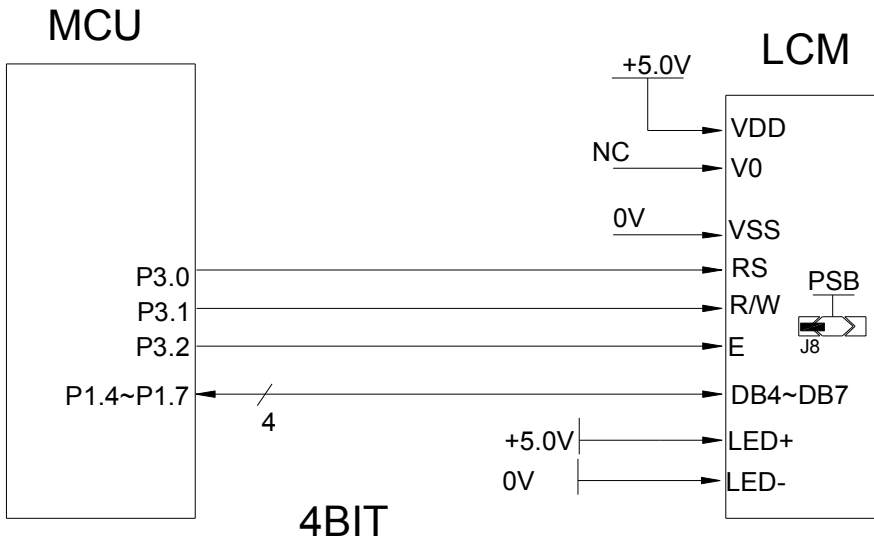 MCU
LCM
+5.0V
VDD
NC
V0
0V
VSS
P3.0
RS
PSB
P3.1
R/W
J8
P3.2
E
P1.4~P1.7
4
DB4~DB7
+5.0V
LED+
0V
LED-
4BIT